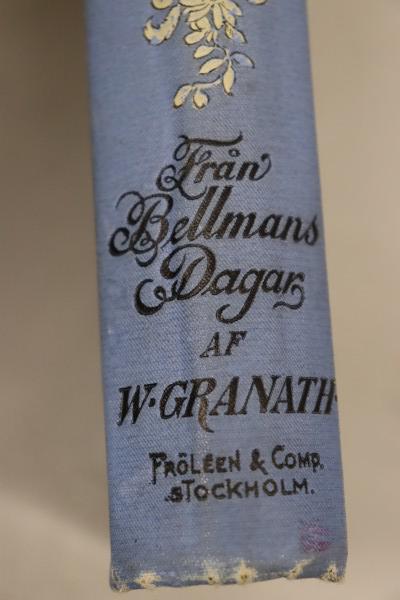 Från
Bellmans
Dagar
AF
W. GRANATH.
FRÖLEEN & COMP.
STOCKHOLM.